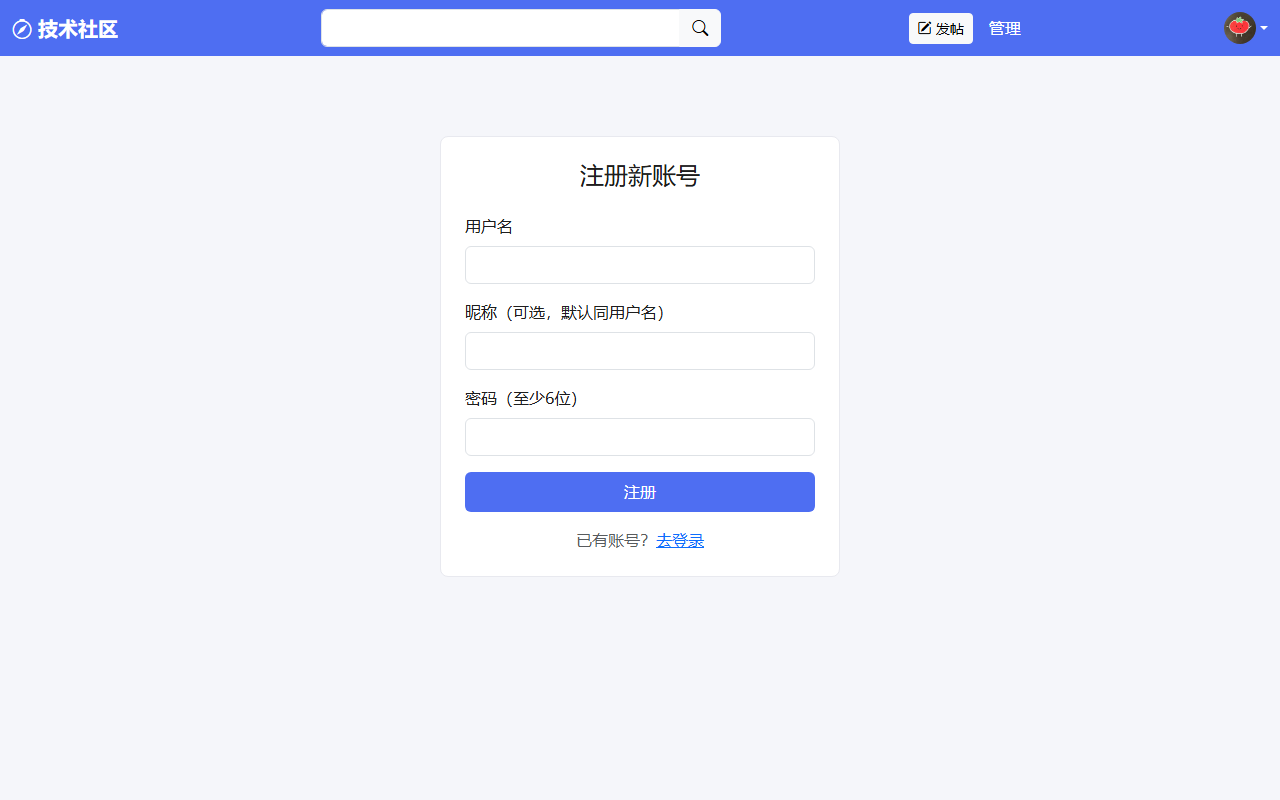 技术社区
发帖
管理
注册新账号
用户名
昵称（可选，默认同用户名）
密码（至少6位）
注册
已有账号？去登录